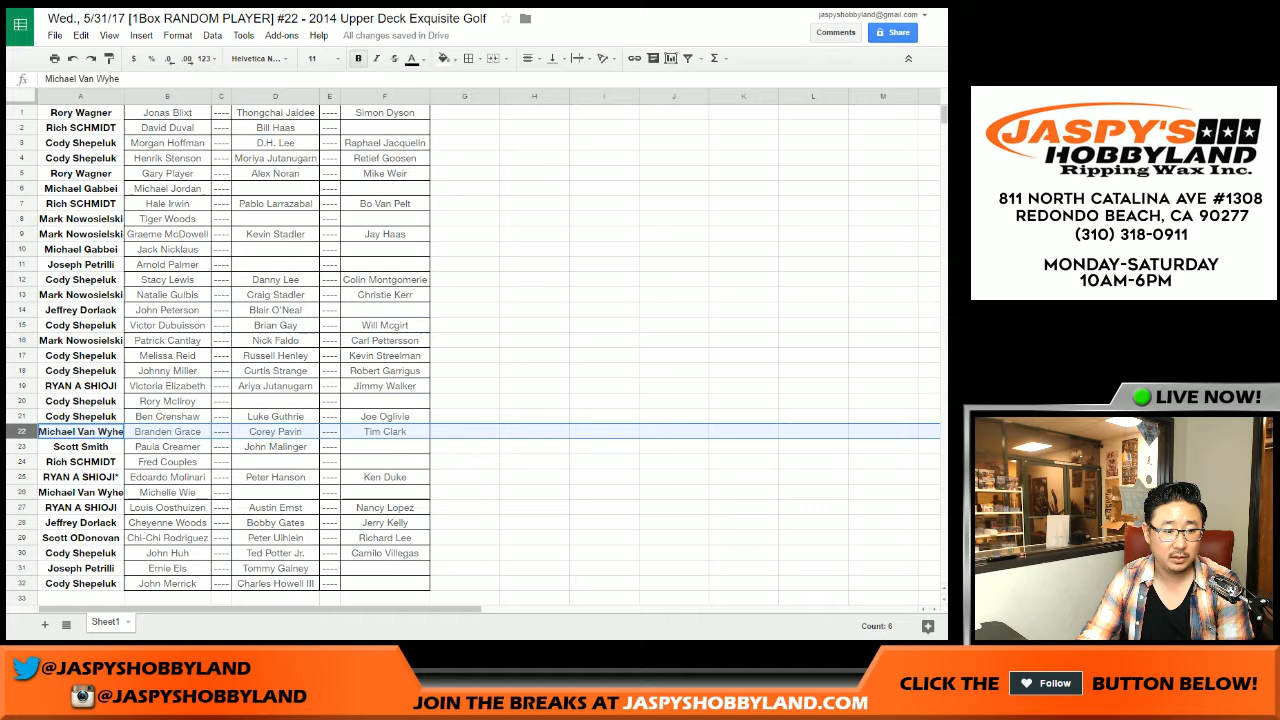 Wed., 5/31/17 [1Box RANDOM PLAYER] #22 - 2014 Upper Deck Exquisite Golf
jaspyshobbyland@gmail.com
File Edit View Insert Format Data Tools Add-ons Help All changes saved in Drive
Comments Share
$ % .0 .00 123 Helvetica N... 11 B I S A
fx Michael Van Wyhe
A B C D E F G H I J K L M
1 Rory Wagner Jonas Blixt ---- Thongchai Jaidee ---- Simon Dyson
2 Rich SCHMIDT David Duval ---- Bill Haas ----
3 Cody Shepeluk Morgan Hoffman ---- D.H. Lee ---- Raphael Jacquelin
4 Cody Shepeluk Henrik Stenson ---- Moriya Jutanugarn ---- Retief Goosen
5 Rory Wagner Gary Player ---- Alex Noran ---- Mike Weir
6 Michael Gabbei Michael Jordan ---- ----
7 Rich SCHMIDT Hale Irwin ---- Pablo Larrazabal ---- Bo Van Pelt
8 Mark Nowosielski Tiger Woods ---- ----
9 Mark Nowosielski Graeme McDowell ---- Kevin Stadler ---- Jay Haas
10 Michael Gabbei Jack Nicklaus ---- ----
11 Joseph Petrilli Arnold Palmer ---- ----
12 Cody Shepeluk Stacy Lewis ---- Danny Lee ---- Colin Montgomerie
13 Mark Nowosielski Natalie Gulbis ---- Craig Stadler ---- Christie Kerr
14 Jeffrey Dorlack John Peterson ---- Blair O'Neal ----
15 Cody Shepeluk Victor Dubuisson ---- Brian Gay ---- Will Mcgirt
16 Mark Nowosielski Patrick Cantlay ---- Nick Faldo ---- Carl Pettersson
17 Cody Shepeluk Melissa Reid ---- Russell Henley ---- Kevin Streelman
18 Cody Shepeluk Johnny Miller ---- Curtis Strange ---- Robert Garrigus
19 RYAN A SHIOJI Victoria Elizabeth ---- Ariya Jutanugarn ---- Jimmy Walker
20 Cody Shepeluk Rory McIlroy ---- ----
21 Cody Shepeluk Ben Crenshaw ---- Luke Guthrie ---- Joe Oglivie
22 Michael Van Wyhe Branden Grace ---- Corey Pavin ---- Tim Clark
23 Scott Smith Paula Creamer ---- John Malinger ----
24 Rich SCHMIDT Fred Couples ---- ----
25 RYAN A SHIOJI* Edoardo Molinari ---- Peter Hanson ---- Ken Duke
26 Michael Van Wyhe Michelle Wie ---- ----
27 RYAN A SHIOJI Louis Oosthuizen ---- Austin Ernst ---- Nancy Lopez
28 Jeffrey Dorlack Cheyenne Woods ---- Bobby Gates ---- Jerry Kelly
29 Scott ODonovan Chi-Chi Rodriguez ---- Peter Uihlein ---- Richard Lee
30 Cody Shepeluk John Huh ---- Ted Potter Jr. ---- Camilo Villegas
31 Joseph Petrilli Ernie Els ---- Tommy Gainey ----
32 Cody Shepeluk John Merrick ---- Charles Howell III ----
33
Sheet1
Count: 6
JASPY'S
HOBBYLAND
Ripping Wax Inc.
811 NORTH CATALINA AVE #1308
REDONDO BEACH, CA 90277
(310) 318-0911
MONDAY-SATURDAY
10AM-6PM
LIVE NOW!
@JASPYSHOBBYLAND
@JASPYSHOBBYLAND
JOIN THE BREAKS AT JASPYSHOBBYLAND.COM
CLICK THE Follow BUTTON BELOW!